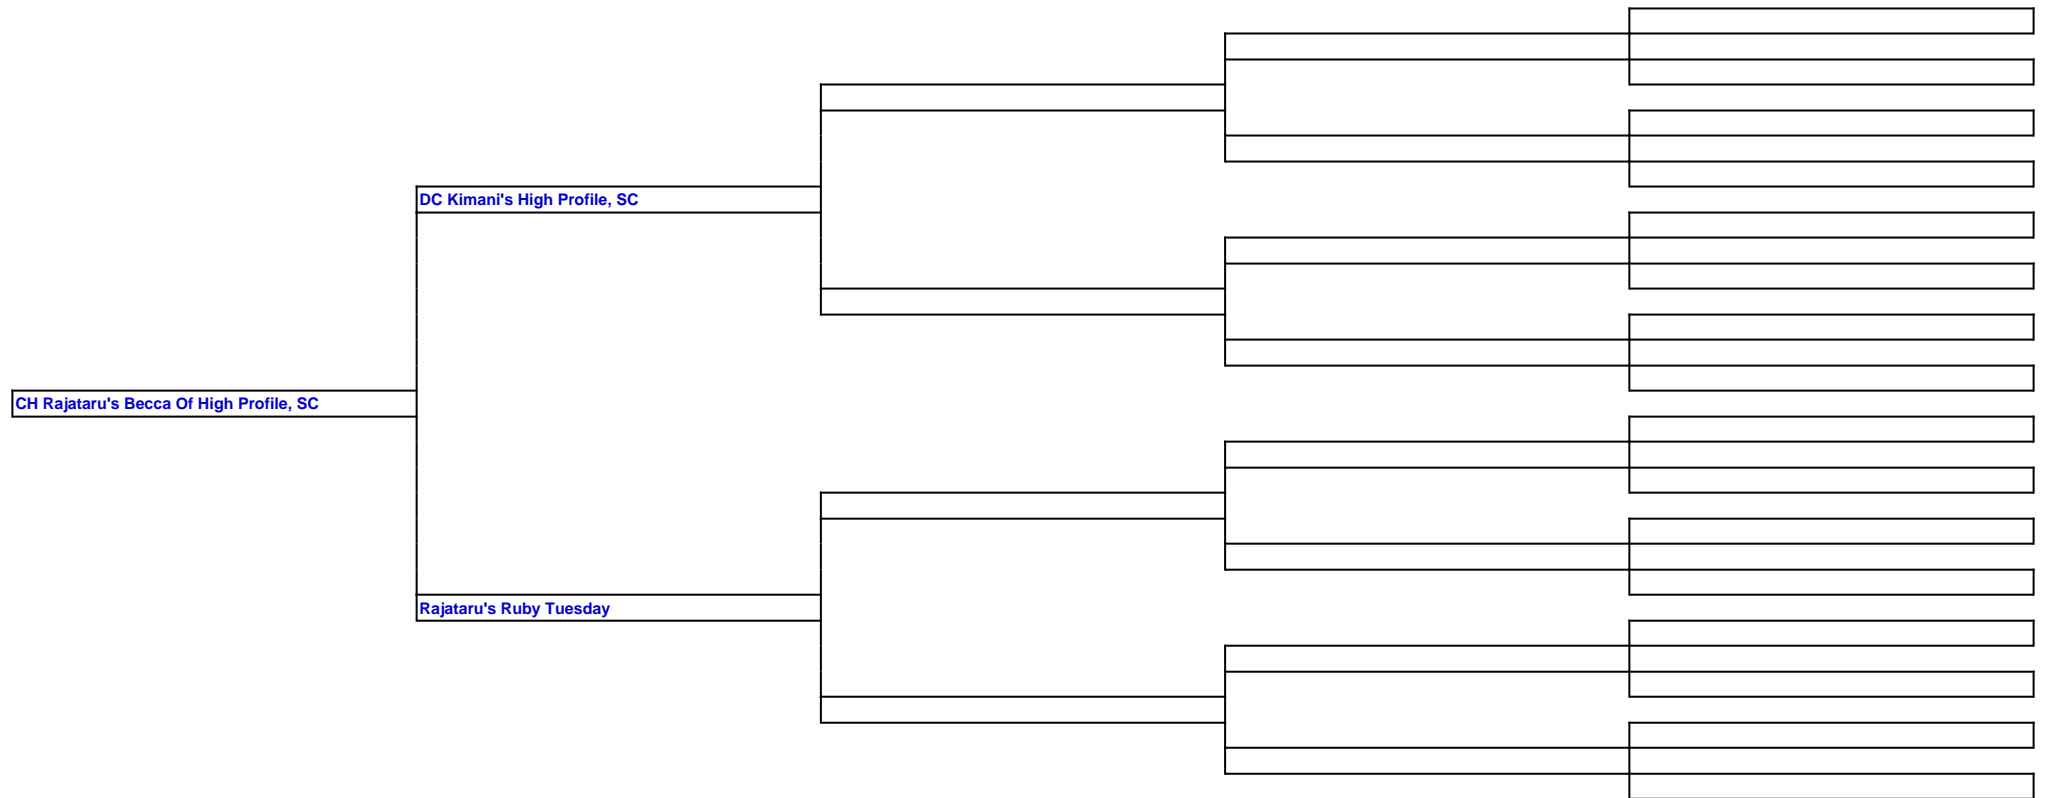 DC Kimani's High Profile, SC
CH Rajataru's Becca Of High Profile, SC
Rajataru's Ruby Tuesday